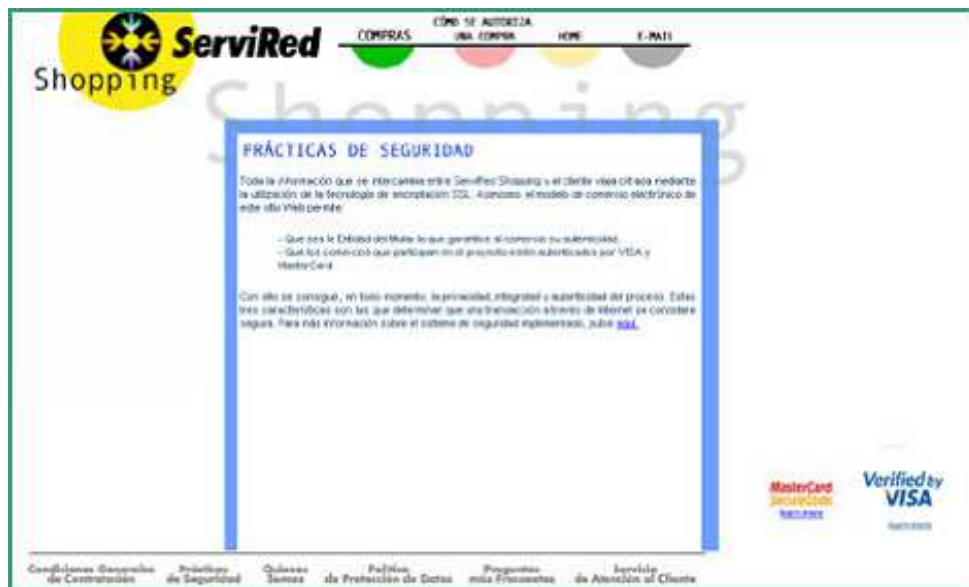 ServiRed
Shopping
COMPRAS
CÓMO SE AUTORIZA
UNA COMPRA
HOME
E-MAIL
Shopping
PRÁCTICAS DE SEGURIDAD
Toda la información que se intercambia entre ServiRed Shopping y el cliente viaja cifrada mediante
la utilización de la tecnología de encriptación SSL. Asimismo, el modelo de comercio electrónico de
este sitio Web permite:
- Que sea la Entidad del titular la que garantice al comercio su autenticidad.
- Que los comercios que participan en el proyecto estén autenticados por VISA y
MasterCard
Con ello se consigue, en todo momento, la privacidad, integridad y autenticidad del proceso. Estas
tres características son las que determinan que una transacción a través de Internet se considere
segura. Para más información sobre el sistema de seguridad implementado, pulse aquí.
MasterCard
SecureCode
learn more
Verified by
VISA
Condiciones Generales
de Contratación
Prácticas
de Seguridad
Quienes
Somos
Política
de Protección de Datos
Preguntas
más Frecuentes
Servicio
de Atención al Cliente